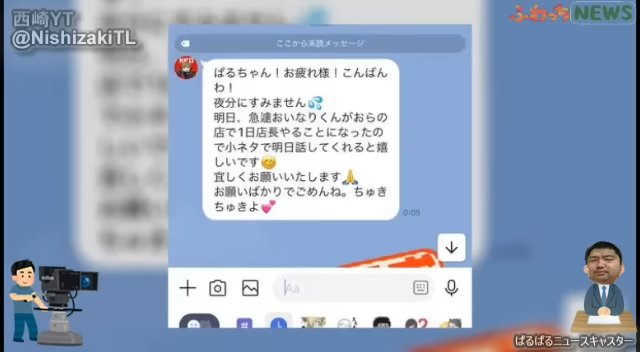 西崎YT
@NishizakiTL
ふわっちNEWS
ここから未読メッセージ
ぱるちゃん！お疲れ様！こんばん
わ！
夜分にすみません💦
明日、急遽おいなりくんがおらの
店で1日店長やることになったの
で小ネタで明日話してくれると嬉
しいです😊
宜しくお願いいたします🙏
お願いばかりでごめんね。ちゅき
ちゅきよ💕
0:05
Aa
ぱるぱるニュースキャスター